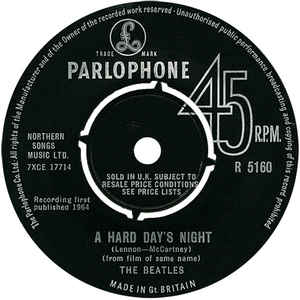 All rights of the Manufacturer and of the Owner of the recorded work reserved
Unauthorised public performance, broadcasting and copying of this record prohibited
The Parlophone Co. Ltd.
TRADE MARK
PARLOPHONE
45
R.P.M.
NORTHERN
SONGS
MUSIC LTD.
7XCE 17714
R 5160
SOLD IN U.K. SUBJECT TO
RESALE PRICE CONDITIONS,
SEE PRICE LISTS
Recording first
published 1964
A HARD DAY'S NIGHT
(Lennon—McCartney)
(from film of same name)
THE BEATLES
MADE IN GT. BRITAIN